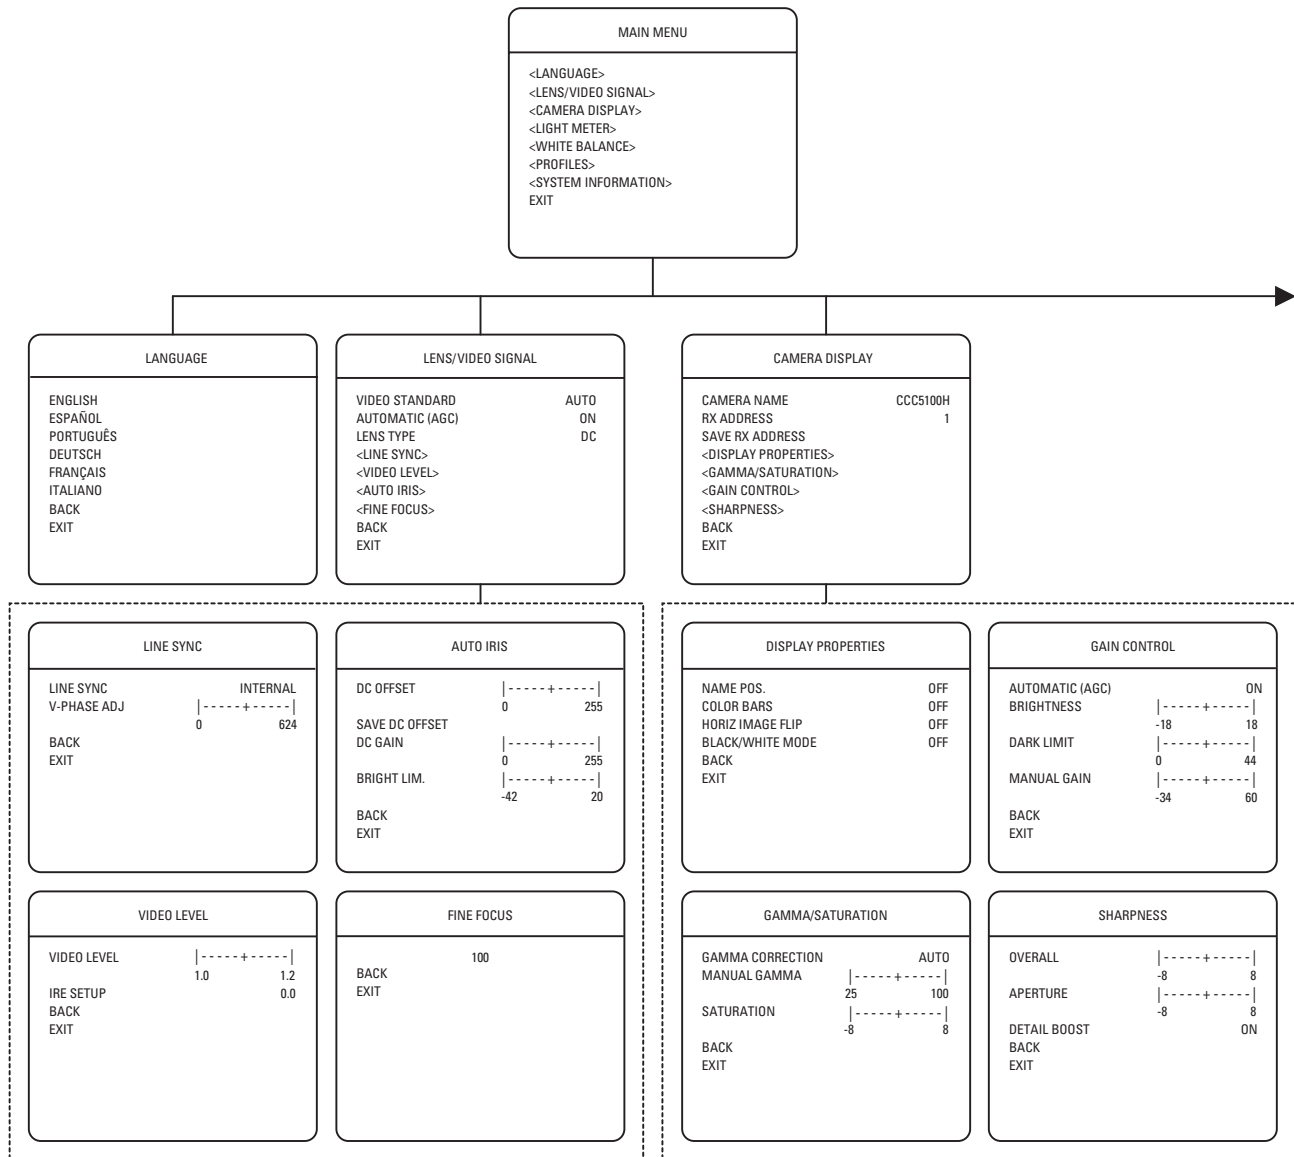 MAIN MENU
<LANGUAGE>
<LENS/VIDEO SIGNAL>
<CAMERA DISPLAY>
<LIGHT METER>
<WHITE BALANCE>
<PROFILES>
<SYSTEM INFORMATION>
EXIT
LANGUAGE
ENGLISH
ESPAÑOL
PORTUGUÊS
DEUTSCH
FRANÇAIS
ITALIANO
BACK
EXIT
LENS/VIDEO SIGNAL
VIDEO STANDARD AUTO
AUTOMATIC (AGC) ON
LENS TYPE DC
<LINE SYNC>
<VIDEO LEVEL>
<AUTO IRIS>
<FINE FOCUS>
BACK
EXIT
CAMERA DISPLAY
CAMERA NAME CCC5100H
RX ADDRESS 1
SAVE RX ADDRESS
<DISPLAY PROPERTIES>
<GAMMA/SATURATION>
<GAIN CONTROL>
<SHARPNESS>
BACK
EXIT
LINE SYNC
LINE SYNC INTERNAL
V-PHASE ADJ |-----+-----|
0 624
BACK
EXIT
AUTO IRIS
DC OFFSET |-----+-----|
0 255
SAVE DC OFFSET
DC GAIN |-----+-----|
0 255
BRIGHT LIM. |-----+-----|
-42 20
BACK
EXIT
DISPLAY PROPERTIES
NAME POS. OFF
COLOR BARS OFF
HORIZ IMAGE FLIP OFF
BLACK/WHITE MODE OFF
BACK
EXIT
GAIN CONTROL
AUTOMATIC (AGC) ON
BRIGHTNESS |-----+-----|
-18 18
DARK LIMIT |-----+-----|
0 44
MANUAL GAIN |-----+-----|
-34 60
BACK
EXIT
VIDEO LEVEL
VIDEO LEVEL |-----+-----|
1.0 1.2
IRE SETUP 0.0
BACK
EXIT
FINE FOCUS
100
BACK
EXIT
GAMMA/SATURATION
GAMMA CORRECTION AUTO
MANUAL GAMMA |-----+-----|
25 100
SATURATION |-----+-----|
-8 8
BACK
EXIT
SHARPNESS
OVERALL |-----+-----|
-8 8
APERTURE |-----+-----|
-8 8
DETAIL BOOST ON
BACK
EXIT